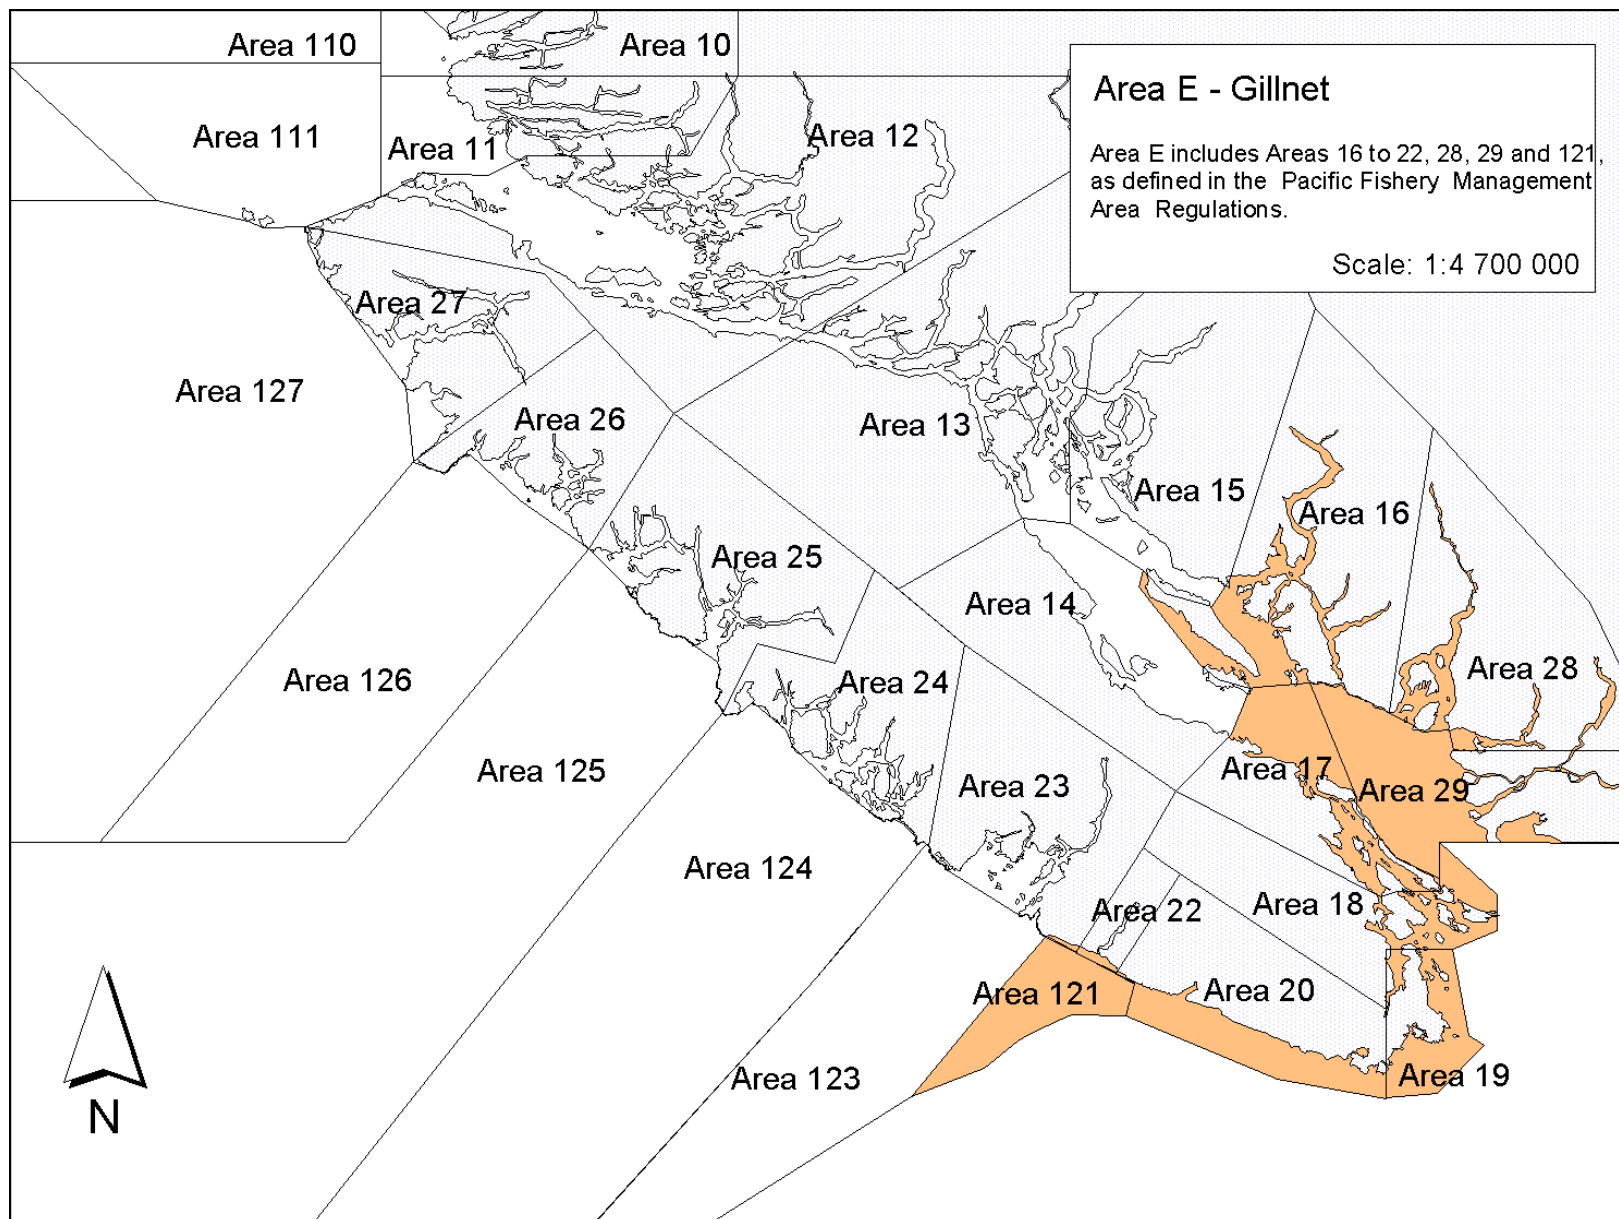 Area 110
Area 10
Area E - Gillnet
Area 111
Area 11
Area 12
Area E includes Areas 16 to 22, 28, 29 and 121,
as defined in the Pacific Fishery Management
Area Regulations.
Scale: 1:4 700 000
Area 27
Area 127
Area 26
Area 13
Area 15
Area 16
Area 25
Area 14
Area 126
Area 24
Area 28
Area 125
Area 23
Area 17
Area 29
Area 124
Area 22
Area 18
Area 121
Area 20
Area 123
Area 19
N